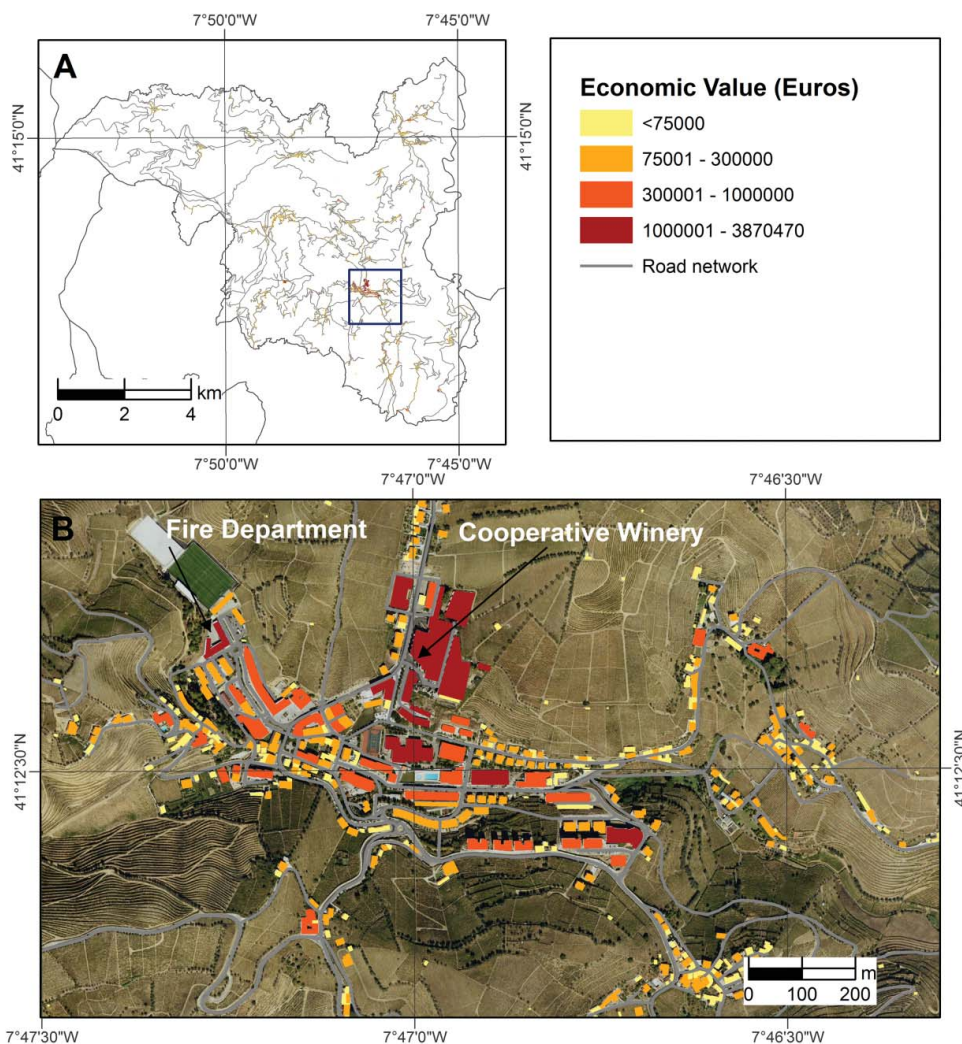 7°50'0"W
7°45'0"W
A
41°15'0"N
41°15'0"N
km
0
2
4
7°50'0"W
7°45'0"W
Economic Value (Euros)
<75000
75001 - 300000
300001 - 1000000
1000001 - 3870470
Road network
7°47'0"W
7°46'30"W
B
Fire Department
Cooperative Winery
41°12'30"N
41°12'30"N
m
0
100
200
7°47'30"W
7°47'0"W
7°46'30"W